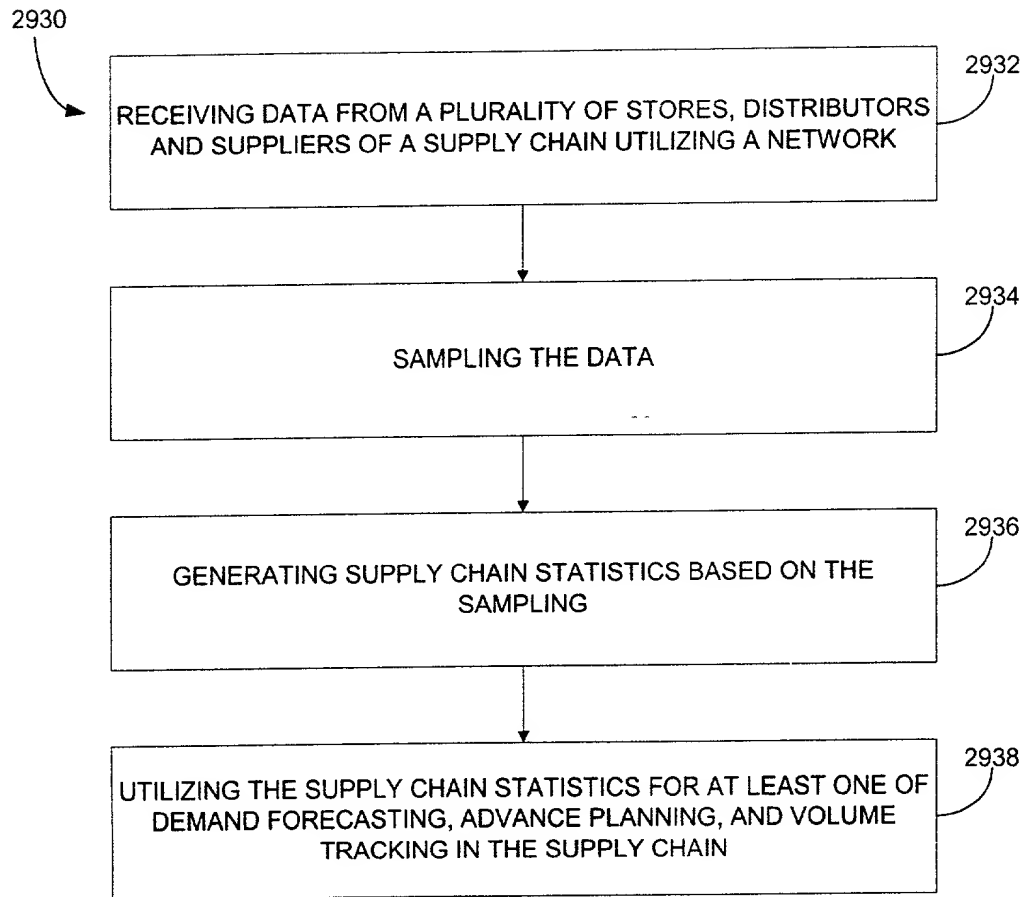 2930
2932
RECEIVING DATA FROM A PLURALITY OF STORES, DISTRIBUTORS
AND SUPPLIERS OF A SUPPLY CHAIN UTILIZING A NETWORK
2934
SAMPLING THE DATA
2936
GENERATING SUPPLY CHAIN STATISTICS BASED ON THE
SAMPLING
2938
UTILIZING THE SUPPLY CHAIN STATISTICS FOR AT LEAST ONE OF
DEMAND FORECASTING, ADVANCE PLANNING, AND VOLUME
TRACKING IN THE SUPPLY CHAIN